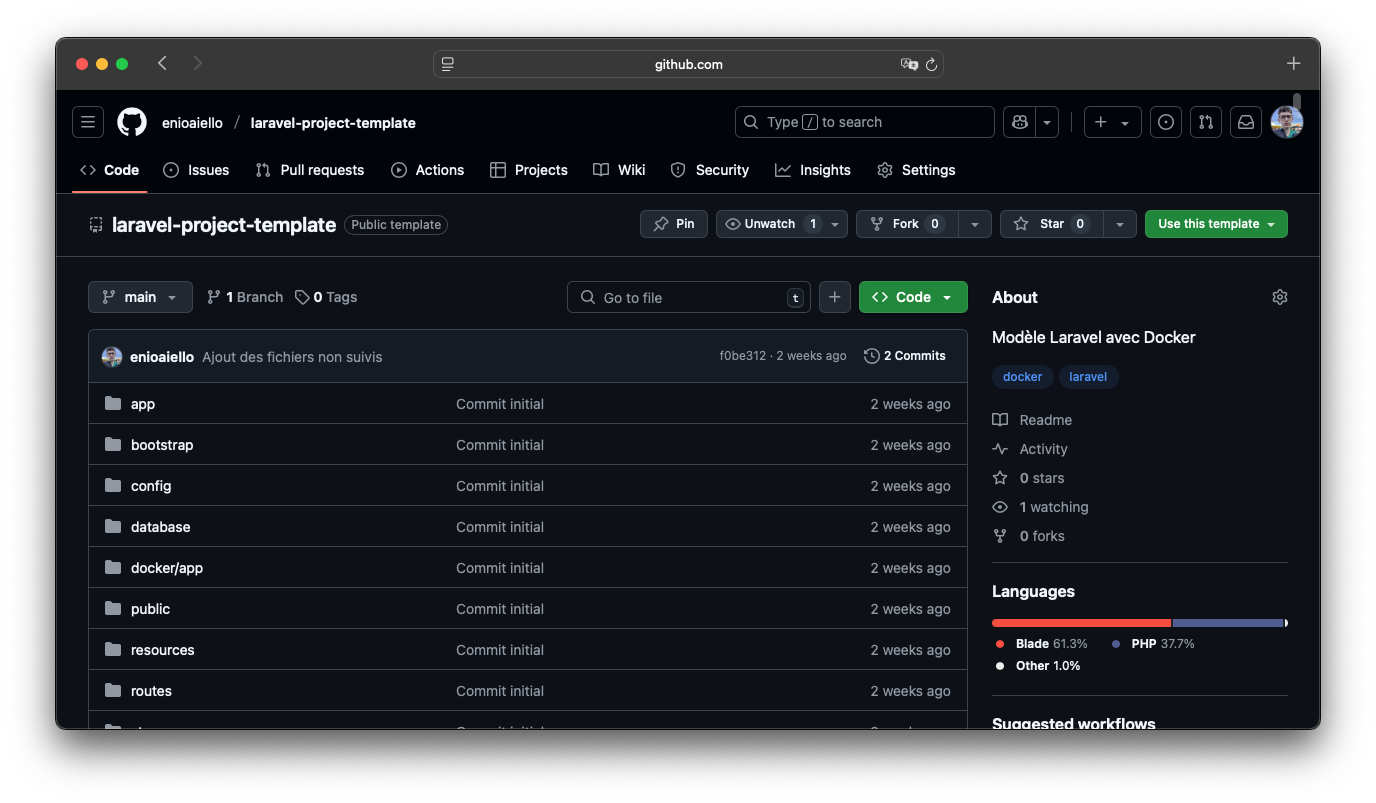 github.com
enioaiello / laravel-project-template
Type / to search
Code Issues Pull requests Actions Projects Wiki Security Insights Settings
laravel-project-template Public template
Pin Unwatch 1 Fork 0 Star 0 Use this template
main 1 Branch 0 Tags Go to file t Code
enioaiello Ajout des fichiers non suivis f0be312 · 2 weeks ago 2 Commits
app Commit initial 2 weeks ago
bootstrap Commit initial 2 weeks ago
config Commit initial 2 weeks ago
database Commit initial 2 weeks ago
docker/app Commit initial 2 weeks ago
public Commit initial 2 weeks ago
resources Commit initial 2 weeks ago
routes Commit initial 2 weeks ago
About
Modèle Laravel avec Docker
docker laravel
Readme
Activity
0 stars
1 watching
0 forks
Languages
Blade 61.3% PHP 37.7%
Other 1.0%
Suggested workflows